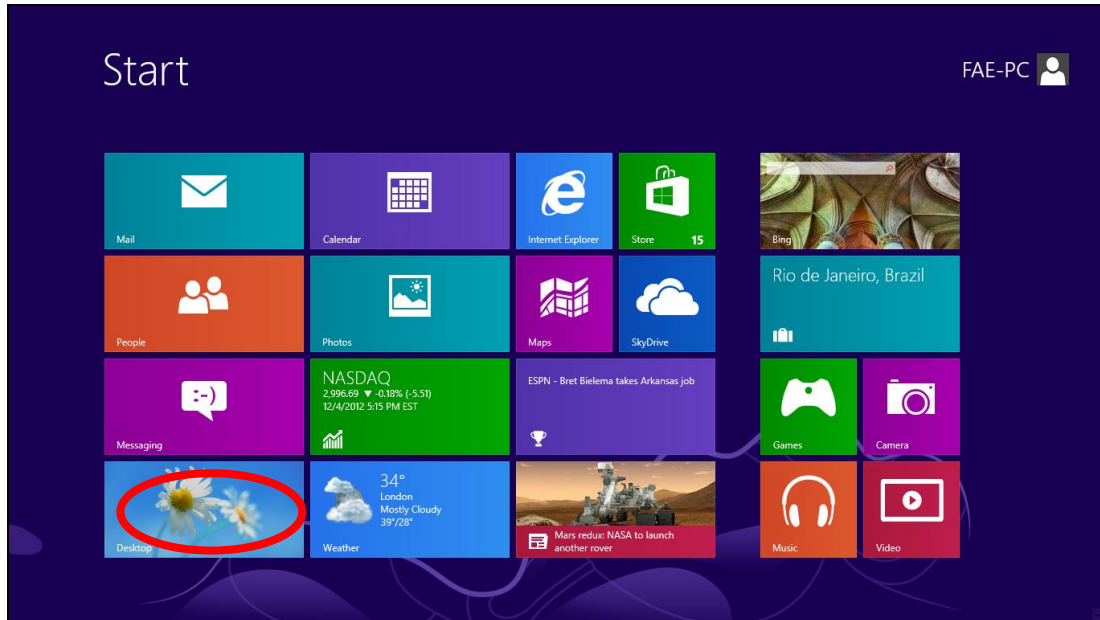 Start
FAE-PC
Mail
Calendar
Internet Explorer
Store 15
Bing
People
Photos
Maps
SkyDrive
Rio de Janeiro, Brazil
Messaging
:-)
NASDAQ
2,996.69 ▼ -0.18% (-5.51)
12/4/2012 5:15 PM EST
ESPN - Bret Bielema takes Arkansas job
Games
Camera
Desktop
34°
London
Mostly Cloudy
39°/28°
Weather
Mars redux: NASA to launch
another rover
Music
Video